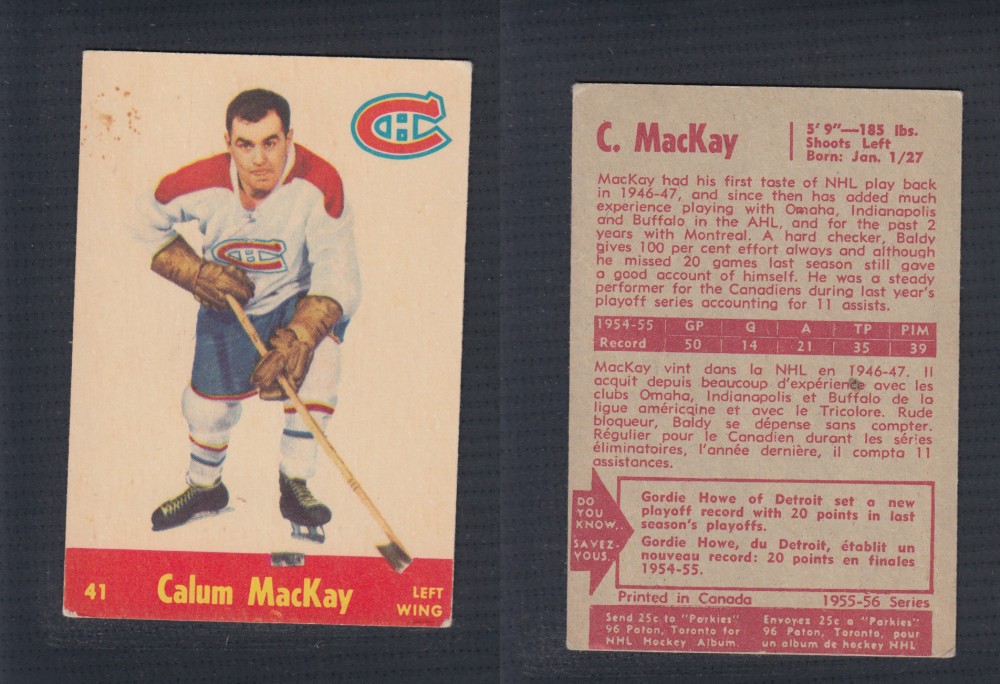 41
Calum MacKay
LEFT
WING
C. MacKay
5' 9"—185 lbs.
Shoots Left
Born: Jan. 1/27
MacKay had his first taste of NHL play back
in 1946-47, and since then has added much
experience playing with Omaha, Indianapolis
and Buffalo in the AHL, and for the past 2
years with Montreal. A hard checker, Baldy
gives 100 per cent effort always and although
he missed 20 games last season still gave
a good account of himself. He was a steady
performer for the Canadiens during last year's
playoff series accounting for 11 assists.
1954-55 GP G A TP PIM
Record 50 14 21 35 39
MacKay vint dans la NHL en 1946-47. Il
acquit depuis beaucoup d'expérience avec les
clubs Omaha, Indianapolis et Buffalo de la
ligue américaine et avec le Tricolore. Rude
bloqueur, Baldy se dépense sans compter.
Régulier pour le Canadien durant les séries
éliminatoires, l'année dernière, il compta 11
assistances.
DO
YOU
KNOW..
SAVEZ-
VOUS..
Gordie Howe of Detroit set a new
playoff record with 20 points in last
season's playoffs.
Gordie Howe, du Detroit, établit un
nouveau record: 20 points en finales
1954-55.
Printed in Canada 1955-56 Series
Send 25c to "Parkies"
96 Paton, Toronto for
NHL Hockey Album.
Envoyez 25c a "Parkies"
96 Paton, Toronto, pour
un album de hockey NHL